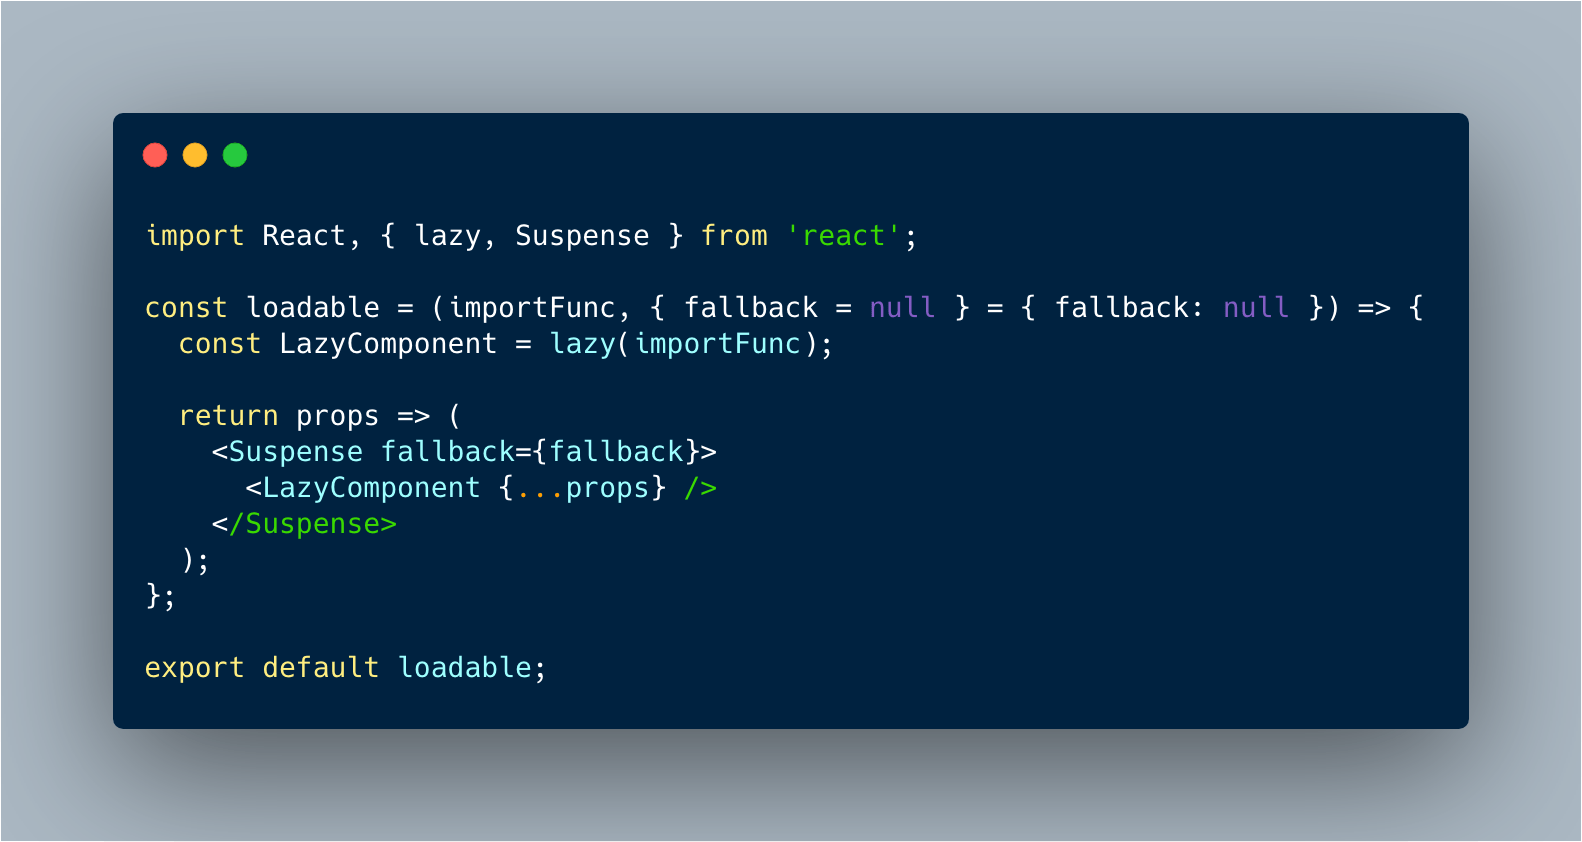 import React, { lazy, Suspense } from 'react';
const loadable = (importFunc, { fallback = null } = { fallback: null }) => {
  const LazyComponent = lazy(importFunc);
  return props => (
    <Suspense fallback={fallback}>
      <LazyComponent {...props} />
    </Suspense>
  );
};
export default loadable;